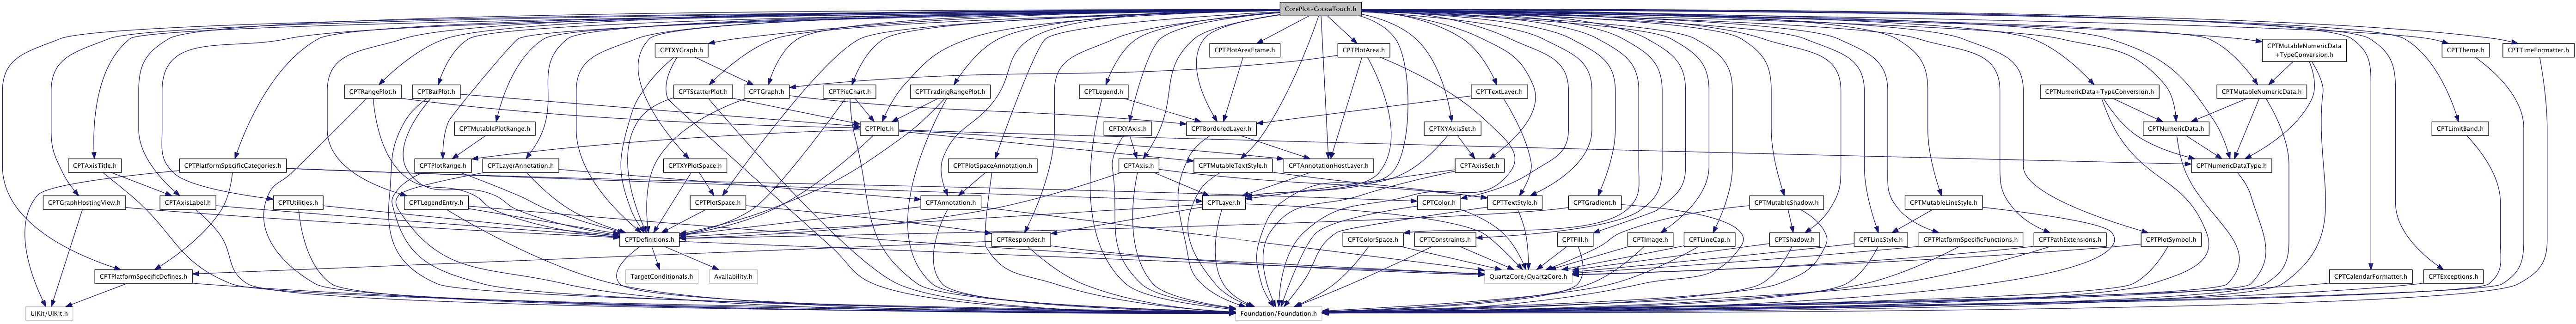 CorePlot-CocoaTouch.h
CPTXYGraph.h
CPTPlotAreaFrame.h
CPTPlotArea.h
CPTMutableNumericData
+TypeConversion.h
CPTTheme.h
CPTTimeFormatter.h
CPTRangePlot.h
CPTBarPlot.h
CPTScatterPlot.h
CPTGraph.h
CPTPieChart.h
CPTTradingRangePlot.h
CPTLegend.h
CPTTextLayer.h
CPTNumericData+TypeConversion.h
CPTMutableNumericData.h
CPTMutablePlotRange.h
CPTPlot.h
CPTXYAxis.h
CPTBorderedLayer.h
CPTXYAxisSet.h
CPTNumericData.h
CPTLimitBand.h
CPTAxisTitle.h
CPTPlatformSpecificCategories.h
CPTPlotRange.h
CPTLayerAnnotation.h
CPTXYPlotSpace.h
CPTPlotSpaceAnnotation.h
CPTAxis.h
CPTMutableTextStyle.h
CPTAnnotationHostLayer.h
CPTAxisSet.h
CPTNumericDataType.h
CPTGraphHostingView.h
CPTAxisLabel.h
CPTUtilities.h
CPTLegendEntry.h
CPTPlotSpace.h
CPTAnnotation.h
CPTLayer.h
CPTColor.h
CPTTextStyle.h
CPTGradient.h
CPTMutableShadow.h
CPTMutableLineStyle.h
CPTDefinitions.h
CPTResponder.h
CPTColorSpace.h
CPTConstraints.h
CPTFill.h
CPTImage.h
CPTLineCap.h
CPTShadow.h
CPTLineStyle.h
CPTPlatformSpecificFunctions.h
CPTPathExtensions.h
CPTPlotSymbol.h
CPTPlatformSpecificDefines.h
TargetConditionals.h
Availability.h
QuartzCore/QuartzCore.h
CPTCalendarFormatter.h
CPTExceptions.h
UIKit/UIKit.h
Foundation/Foundation.h